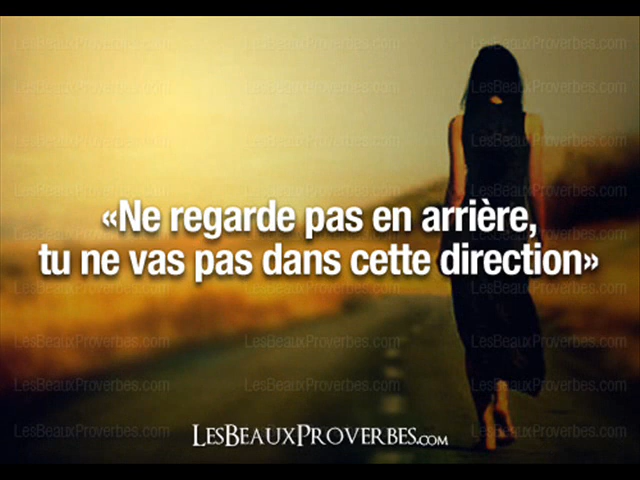 «Ne regarde pas en arrière,
tu ne vas pas dans cette direction»
LESBEAUXPROVERBES.COM